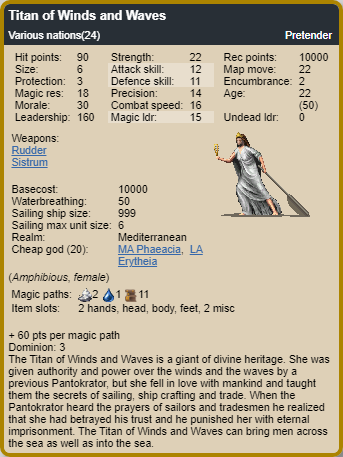 Titan of Winds and Waves
Various nations(24) Pretender
Hit points: 90 Strength: 22 Rec points: 10000
Size: 6 Attack skill: 12 Map move: 22
Protection: 3 Defence skill: 11 Encumbrance: 2
Magic res: 18 Precision: 14 Age: 22
Morale: 30 Combat speed: 16 (50)
Leadership: 160 Magic ldr: 15 Undead ldr: 0
Weapons:
Rudder
Sistrum
Basecost: 10000
Waterbreathing: 50
Sailing ship size: 999
Sailing max unit size: 6
Realm: Mediterranean
Cheap god (20): MA Phaeacia, LA
Erytheia
(Amphibious, female)
Magic paths: 2 1 11
Item slots: 2 hands, head, body, feet, 2 misc
+ 60 pts per magic path
Dominion: 3
The Titan of Winds and Waves is a giant of divine heritage. She was
given authority and power over the winds and the waves by a
previous Pantokrator, but she fell in love with mankind and taught
them the secrets of sailing, ship crafting and trade. When the
Pantokrator heard the prayers of sailors and tradesmen he realized
that she had betrayed his trust and he punished her with eternal
imprisonment. The Titan of Winds and Waves can bring men across
the sea as well as into the sea.